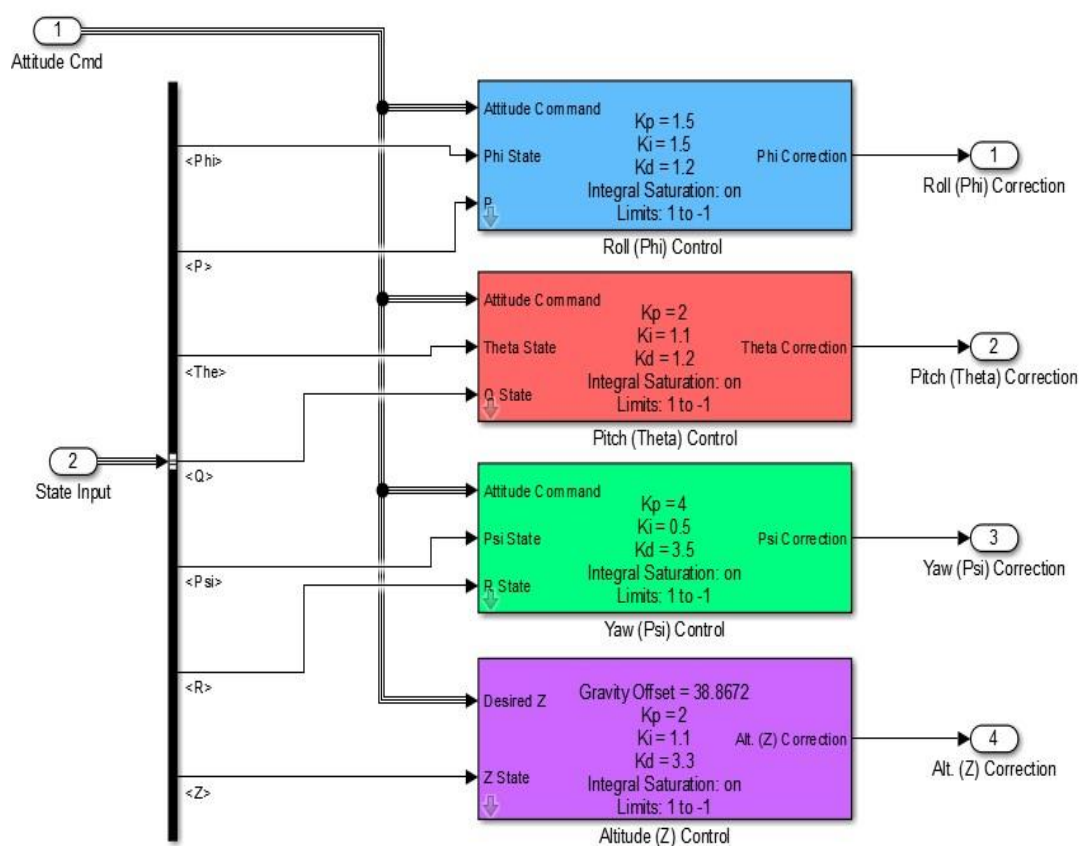 1
Attitude Cmd
Attitude Command
Kp = 1.5
Ki = 1.5
Kd = 1.2
Integral Saturation: on
Limits: 1 to -1
Phi State
P
Phi Correction
Roll (Phi) Control
1
Roll (Phi) Correction
<Phi>
<P>
Attitude Command
Kp = 2
Ki = 1.1
Kd = 1.2
Integral Saturation: on
Limits: 1 to -1
Theta State
Q State
Theta Correction
Pitch (Theta) Control
2
Pitch (Theta) Correction
<The>
<Q>
2
State Input
Attitude Command
Kp = 4
Ki = 0.5
Kd = 3.5
Integral Saturation: on
Limits: 1 to -1
Psi State
R State
Psi Correction
Yaw (Psi) Control
3
Yaw (Psi) Correction
<Psi>
<R>
Desired Z
Gravity Offset = 38.8672
Kp = 2
Ki = 1.1
Kd = 3.3
Integral Saturation: on
Limits: 1 to -1
Z State
Alt. (Z) Correction
Altitude (Z) Control
4
Alt. (Z) Correction
<Z>